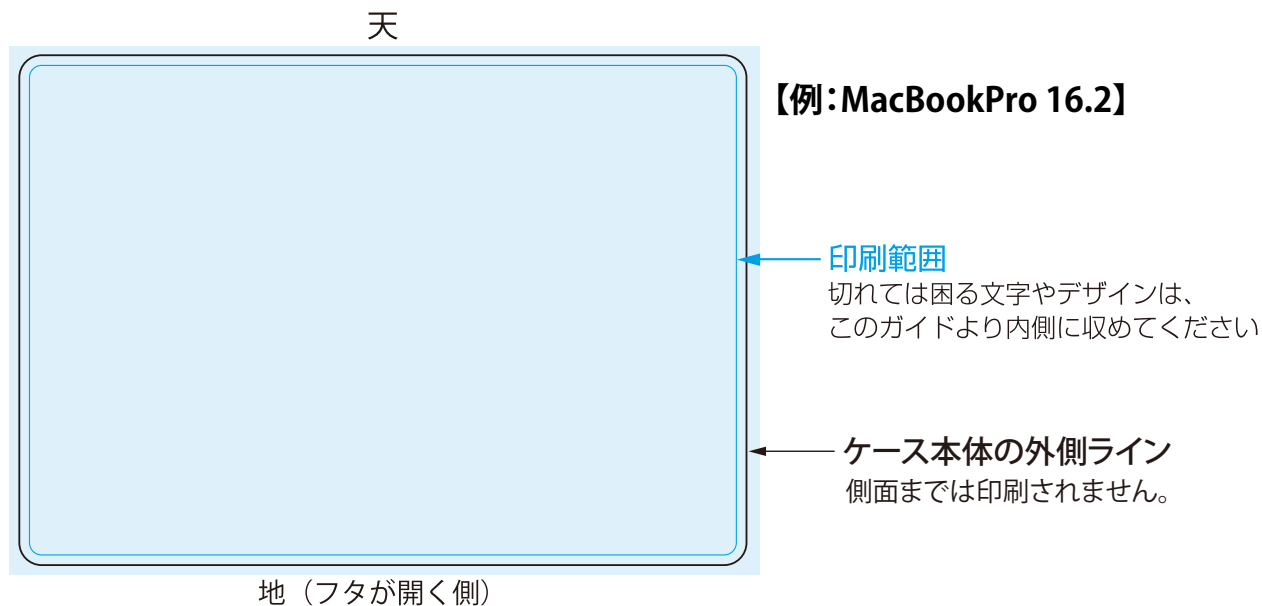 天
【例：MacBookPro 16.2】
印刷範囲
切れては困る文字やデザインは、
このガイドより内側に収めてください
ケース本体の外側ライン
側面までは印刷されません。
地（フタが開く側）